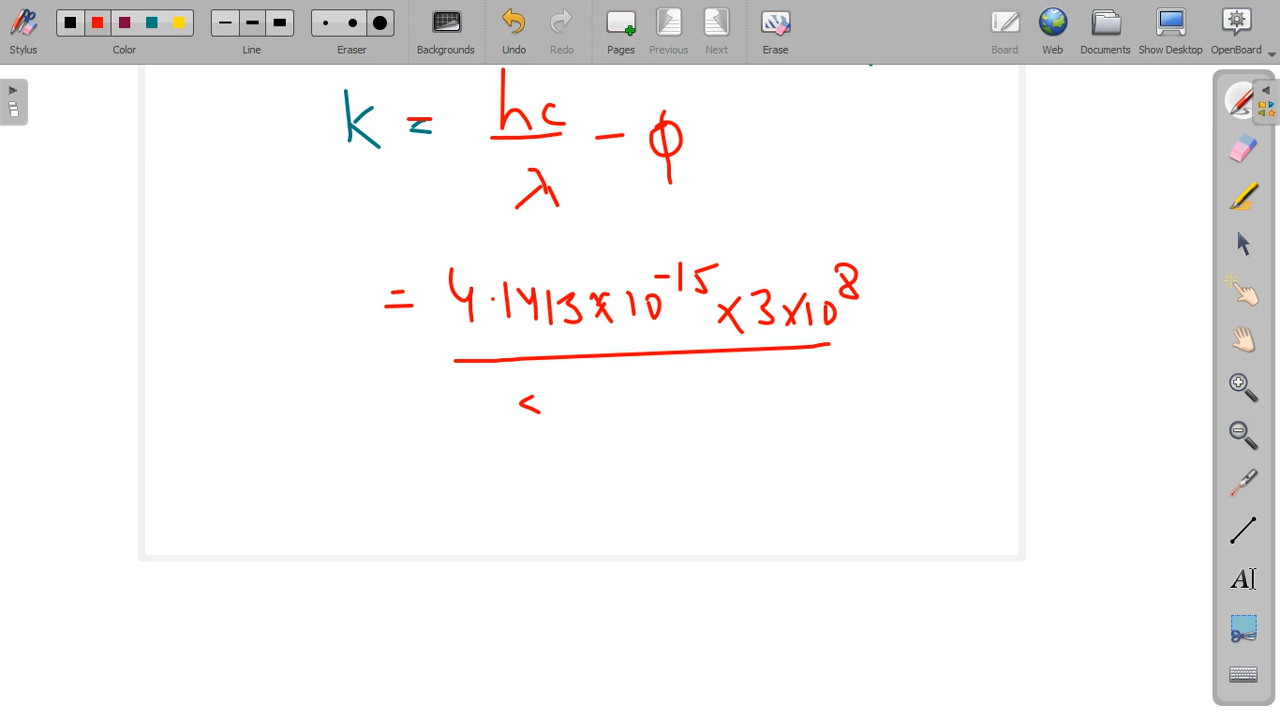 Stylus Color Line Eraser Backgrounds Undo Redo Pages Previous Next Erase Board Web Documents Show Desktop OpenBoard
K = hc/λ - φ
= 4.1413×10^-15 × 3×10^8